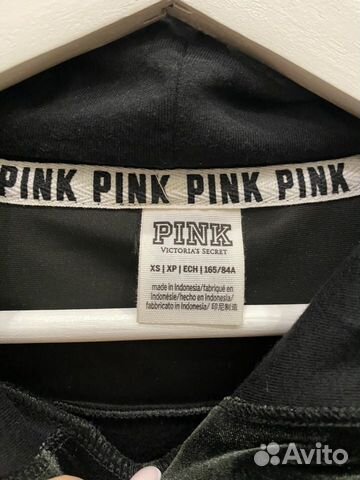 PINK PINK PINK PINK
PINK
VICTORIA'S SECRET
XS | XP | ECH | 165/84A
made in Indonesia/fabriqué en
Indonésie/hecho en Indonesia/
fabbricato in Indonesia/ 印尼制造
Avito